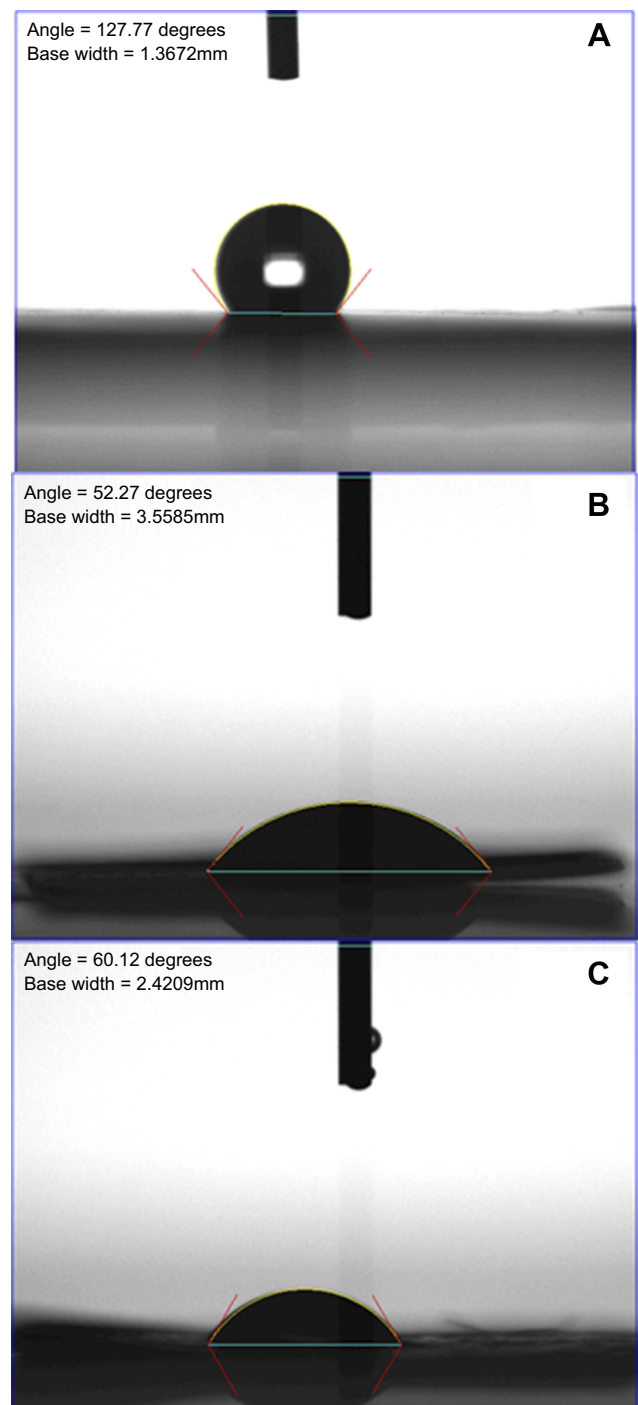 Angle = 127.77 degrees
Base width = 1.3672mm
A
Angle = 52.27 degrees
Base width = 3.5585mm
B
Angle = 60.12 degrees
Base width = 2.4209mm
C